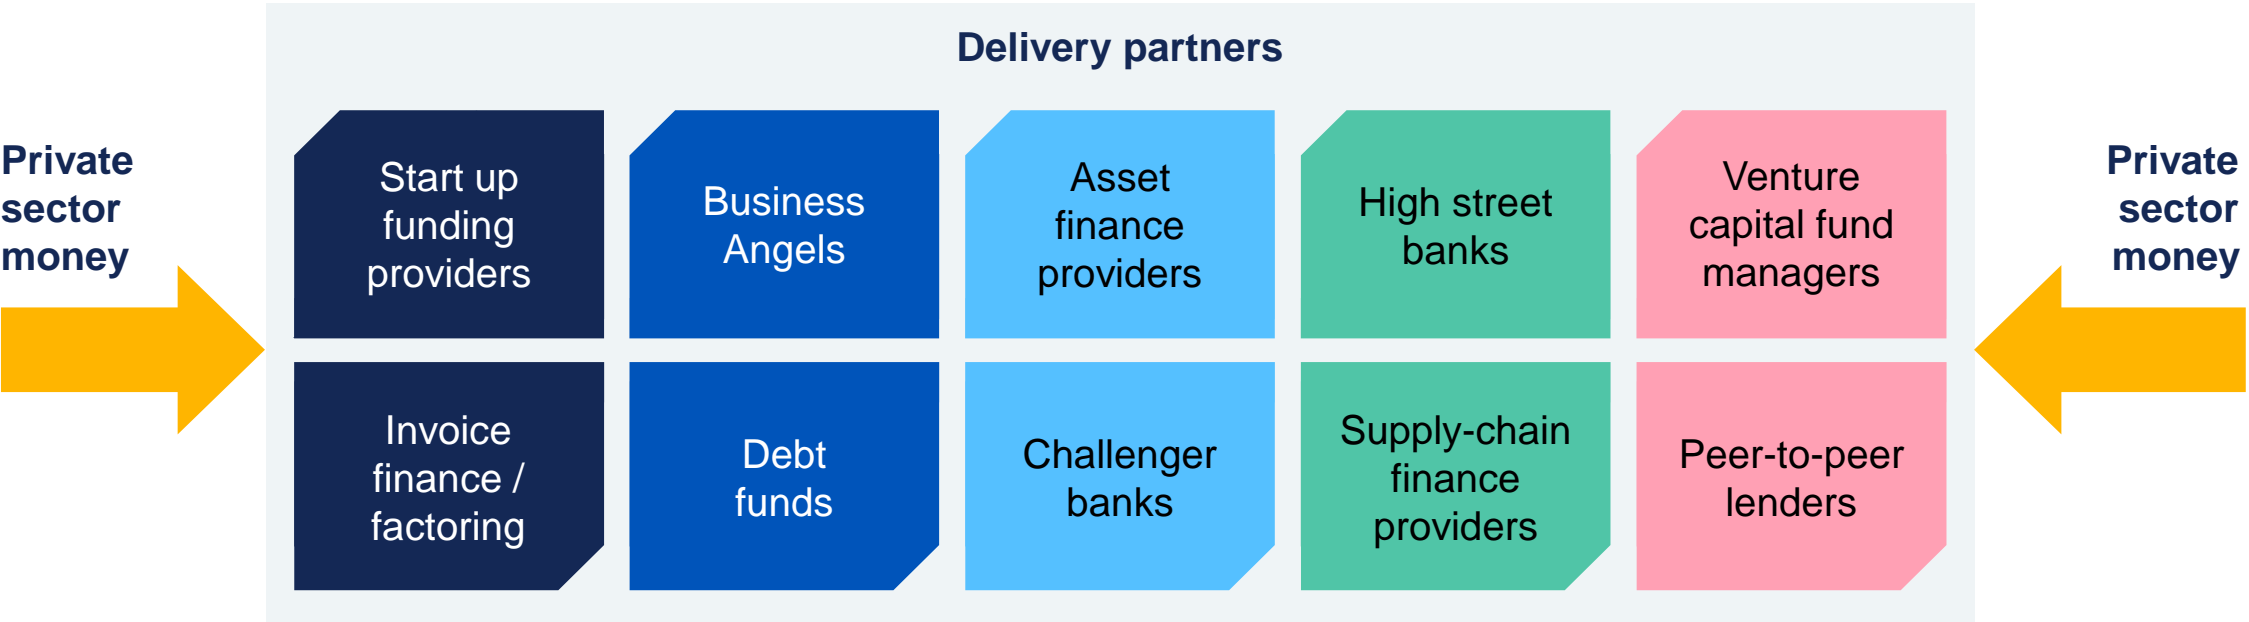 Delivery partners
Private
sector
money
Start up
funding
providers
Business
Angels
Asset
finance
providers
High street
banks
Venture
capital fund
managers
Private
sector
money
Invoice
finance /
factoring
Debt
funds
Challenger
banks
Supply-chain
finance
providers
Peer-to-peer
lenders